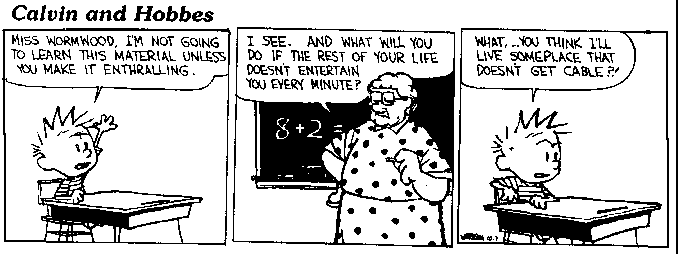 Calvin and Hobbes
MISS WORMWOOD, I'M NOT GOING
TO LEARN THIS MATERIAL UNLESS
YOU MAKE IT ENTHRALLING.
I SEE. AND WHAT WILL YOU
DO IF THE REST OF YOUR LIFE
DOESN'T ENTERTAIN
YOU EVERY MINUTE?
8+2=
WHAT,...YOU THINK I'LL
LIVE SOMEPLACE THAT
DOESN'T GET CABLE?!